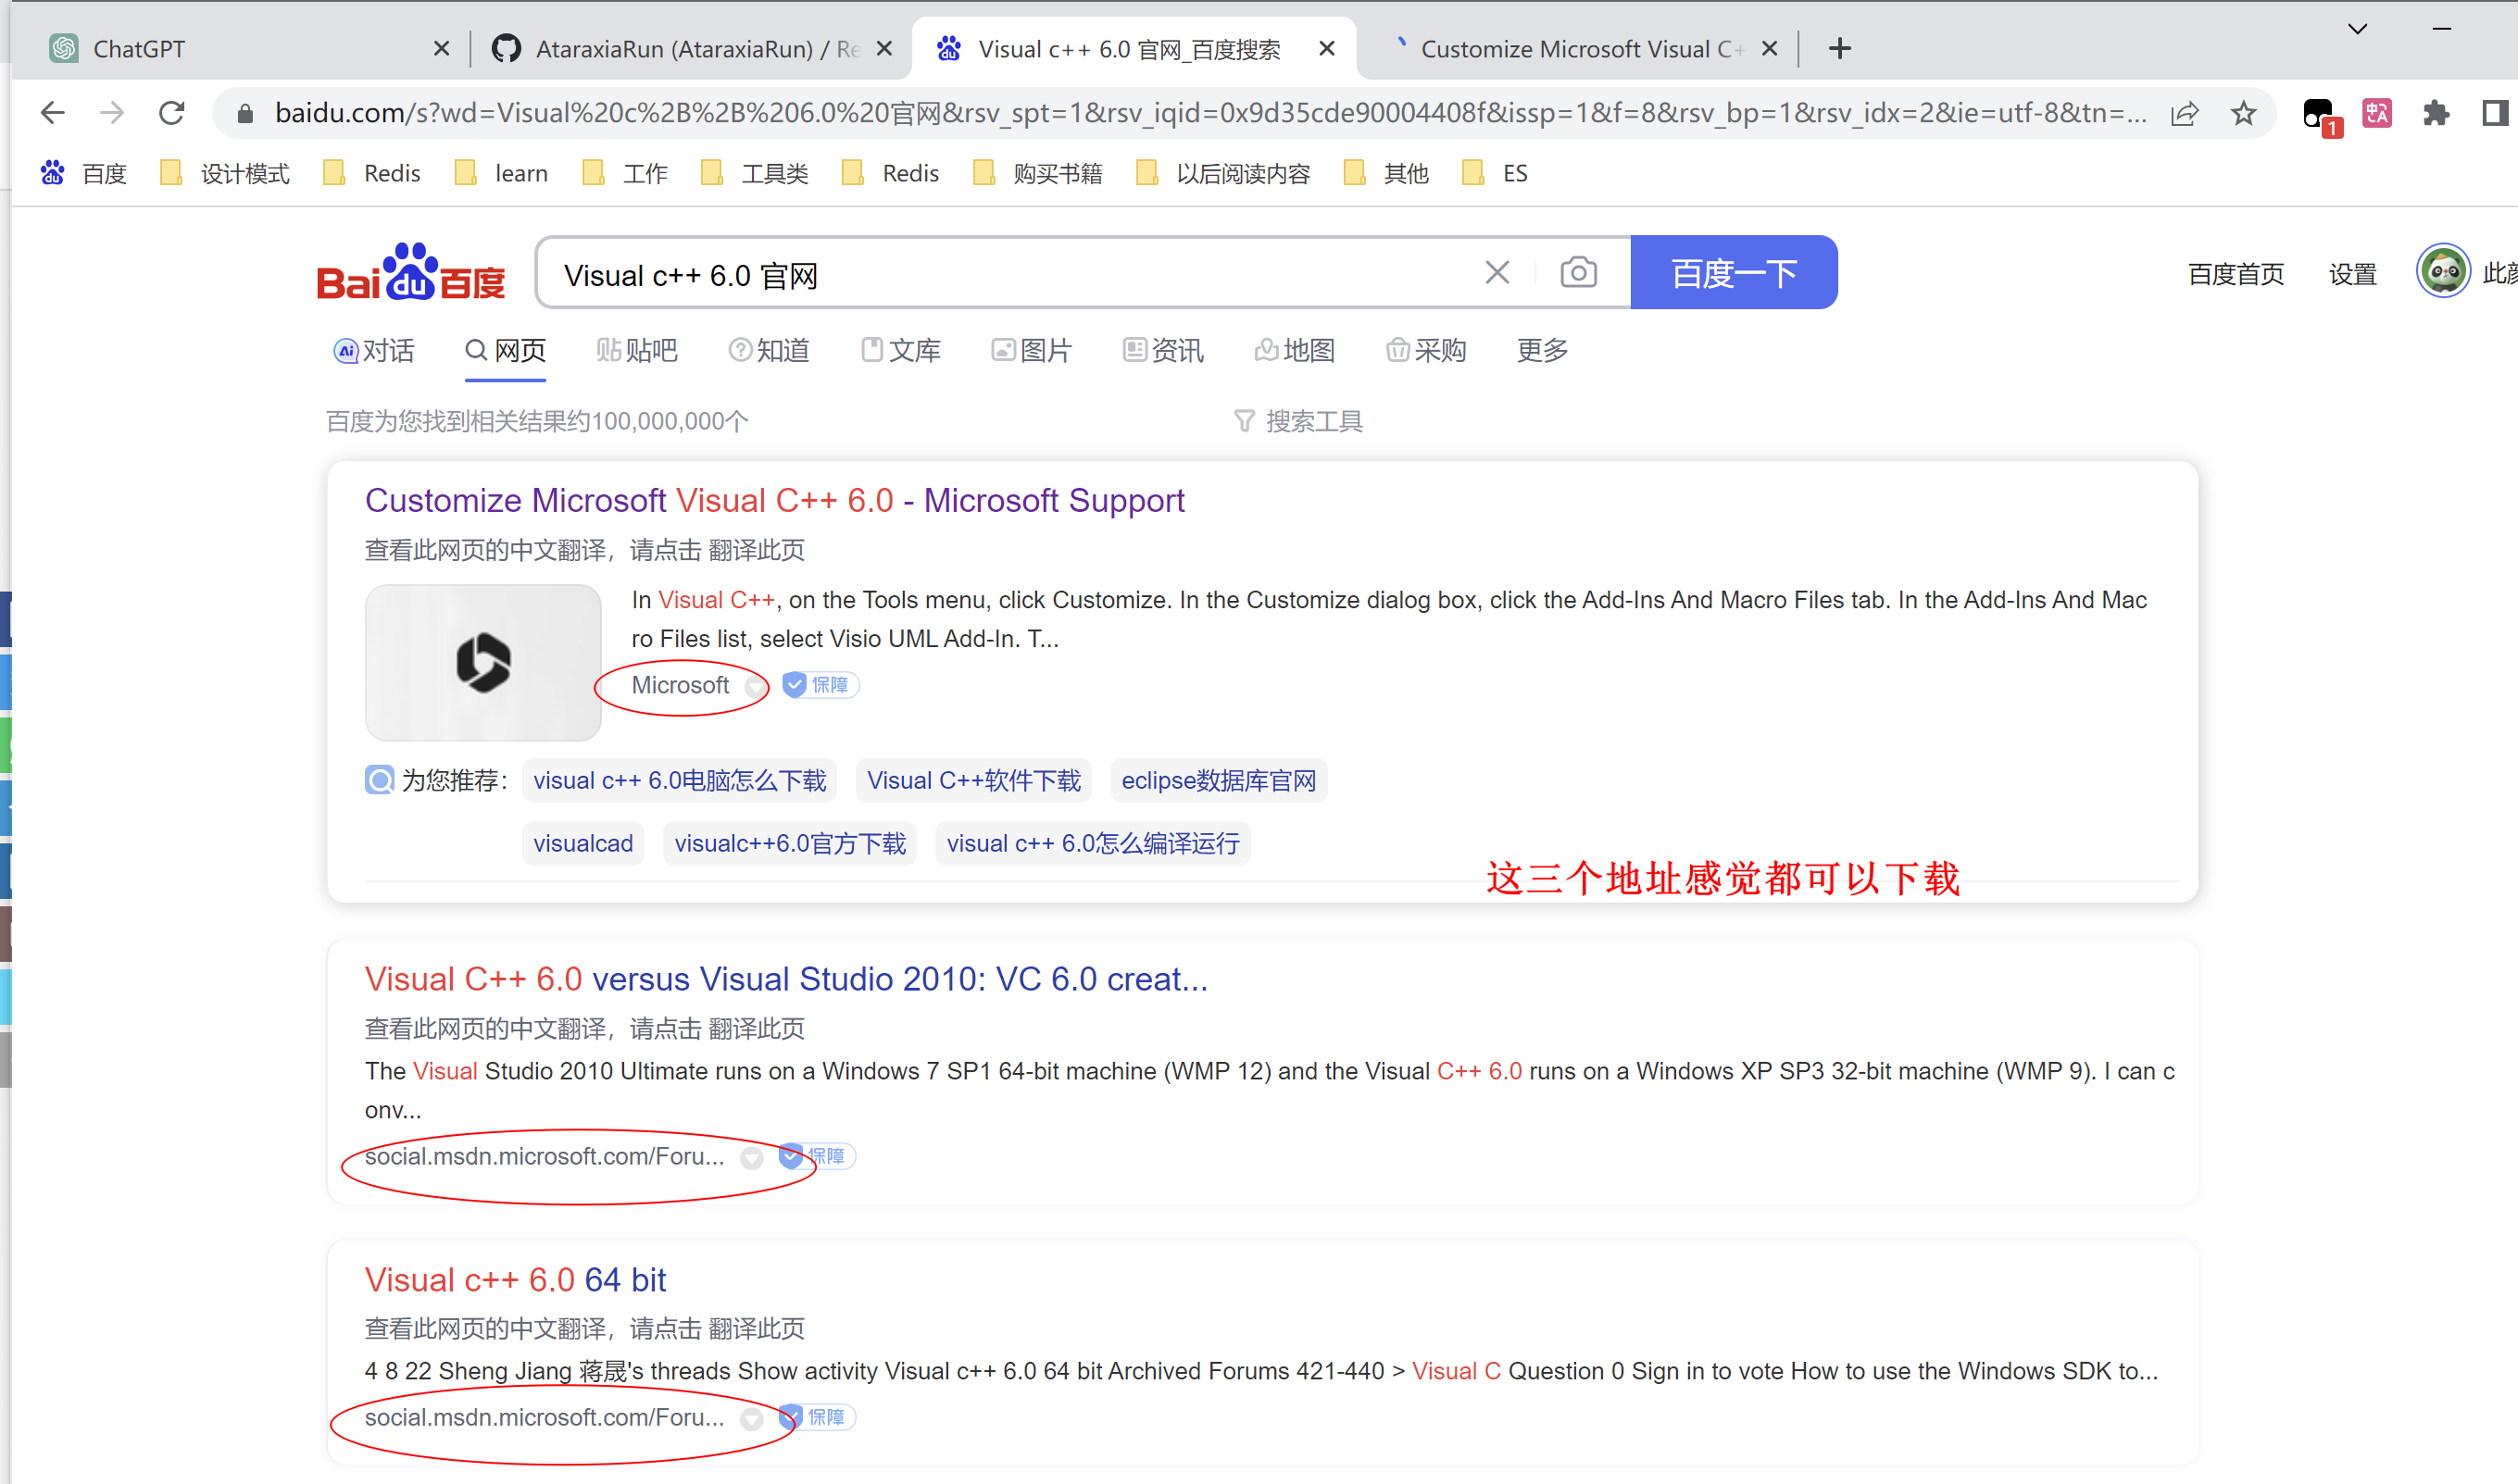 ChatGPT
AtaraxiaRun (AtaraxiaRun) / Re
Visual c++ 6.0 官网_百度搜索
Customize Microsoft Visual C+
baidu.com/s?wd=Visual%20c%2B%2B%206.0%20官网&rsv_spt=1&rsv_iqid=0x9d35cde90004408f&issp=1&f=8&rsv_bp=1&rsv_idx=2&ie=utf-8&tn=...
1
中A
百度
设计模式
Redis
learn
工作
工具类
Redis
购买书籍
以后阅读内容
其他
ES
Bai du 百度
Visual c++ 6.0 官网
百度一下
百度首页
设置
此颜
Ai 对话
网页
贴 贴吧
知道
文库
图片
资讯
地图
采购
更多
百度为您找到相关结果约100,000,000个
搜索工具
Customize Microsoft Visual C++ 6.0 - Microsoft Support
查看此网页的中文翻译，请点击 翻译此页
In Visual C++, on the Tools menu, click Customize. In the Customize dialog box, click the Add-Ins And Macro Files tab. In the Add-Ins And Mac
ro Files list, select Visio UML Add-In. T...
Microsoft
保障
为您推荐：
visual c++ 6.0电脑怎么下载
Visual C++软件下载
eclipse数据库官网
visualcad
visualc++6.0官方下载
visual c++ 6.0怎么编译运行
这三个地址感觉都可以下载
Visual C++ 6.0 versus Visual Studio 2010: VC 6.0 creat...
查看此网页的中文翻译，请点击 翻译此页
The Visual Studio 2010 Ultimate runs on a Windows 7 SP1 64-bit machine (WMP 12) and the Visual C++ 6.0 runs on a Windows XP SP3 32-bit machine (WMP 9). I can c
onv...
social.msdn.microsoft.com/Foru...
保障
Visual c++ 6.0 64 bit
查看此网页的中文翻译，请点击 翻译此页
4 8 22 Sheng Jiang 蒋晟's threads Show activity Visual c++ 6.0 64 bit Archived Forums 421-440 > Visual C Question 0 Sign in to vote How to use the Windows SDK to...
social.msdn.microsoft.com/Foru...
保障